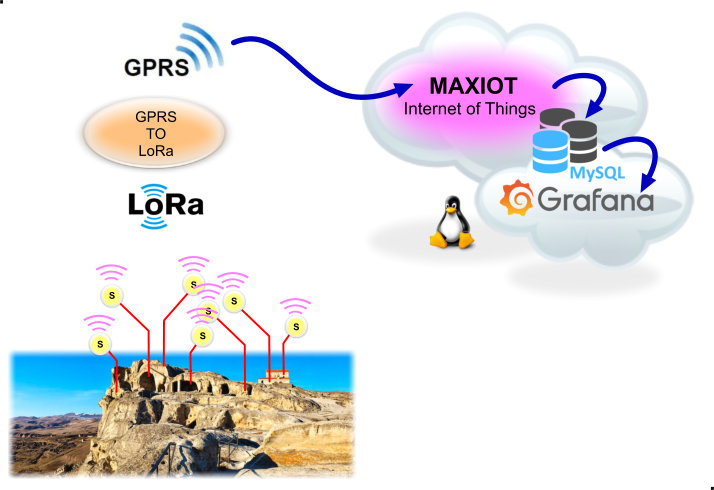 GPRS
GPRS
TO
LoRa
LoRa
MAXIOT
Internet of Things
MySQL
Grafana
S
S
S
S
S
S
S